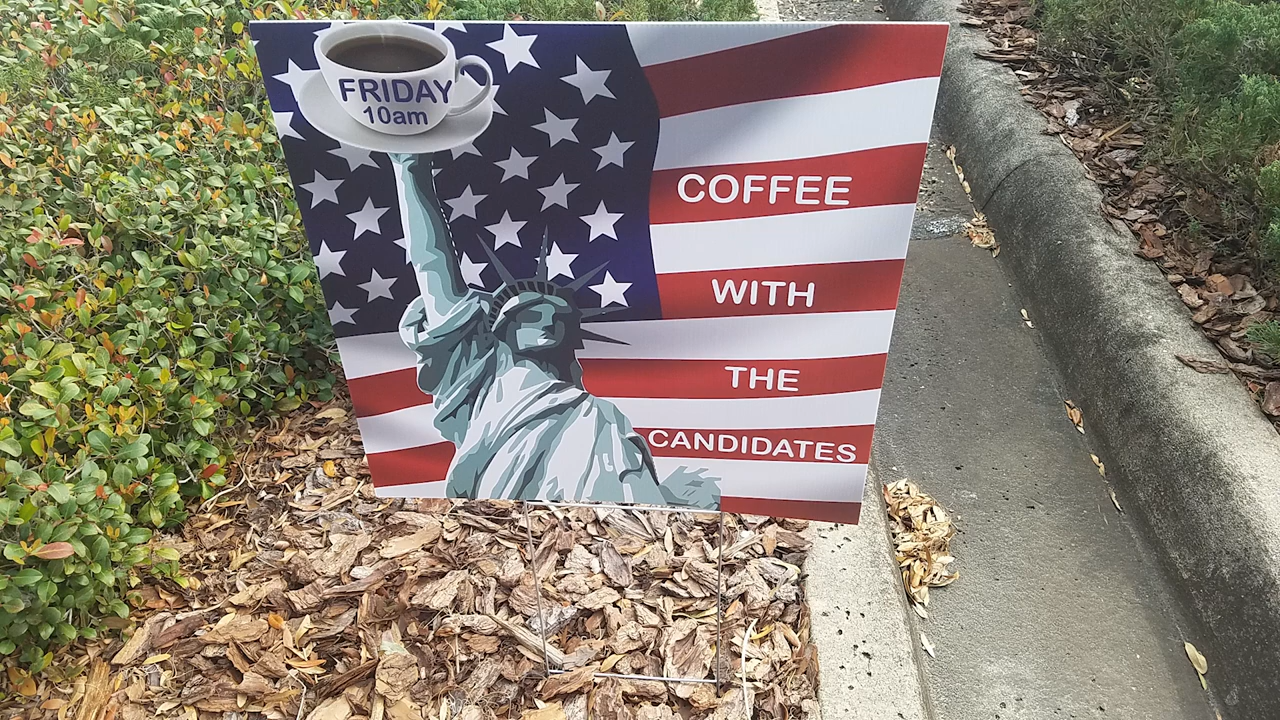 FRIDAY
10am
COFFEE
WITH
THE
CANDIDATES